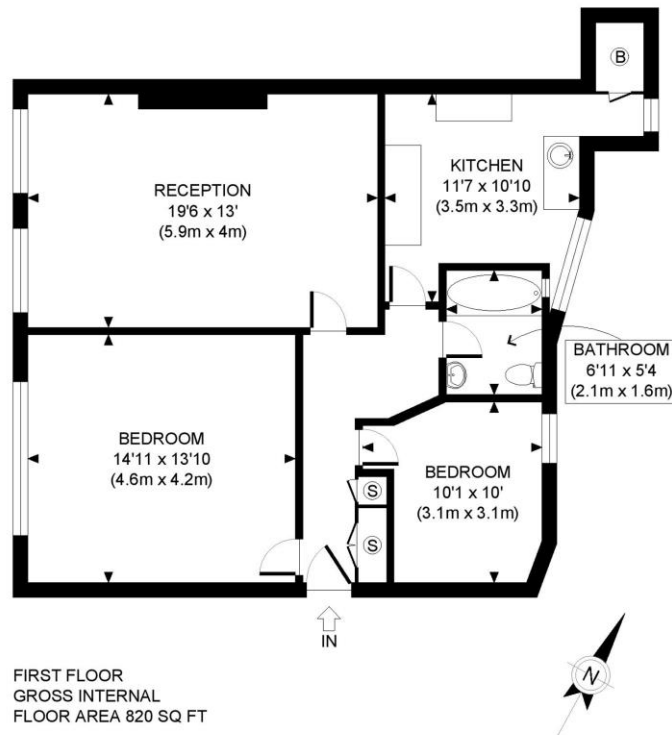 B
RECEPTION
19'6 x 13'
(5.9m x 4m)
KITCHEN
11'7 x 10'10
(3.5m x 3.3m)
BATHROOM
6'11 x 5'4
(2.1m x 1.6m)
BEDROOM
14'11 x 13'10
(4.6m x 4.2m)
BEDROOM
10'1 x 10'
(3.1m x 3.1m)
S
S
IN
N
FIRST FLOOR
GROSS INTERNAL
FLOOR AREA 820 SQ FT